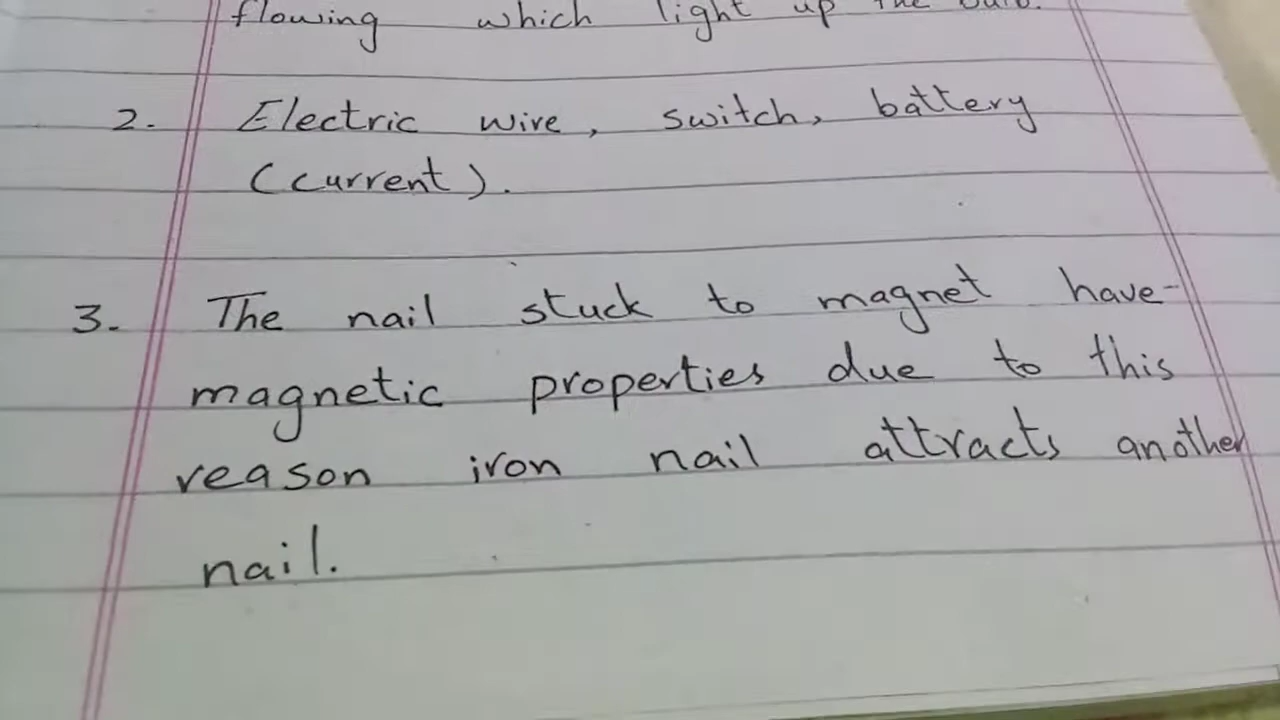 flowing which light up the bulb.
2. Electric wire, switch, battery
(current).
3. The nail stuck to magnet have-
magnetic properties due to this
reason iron nail attracts another
nail.